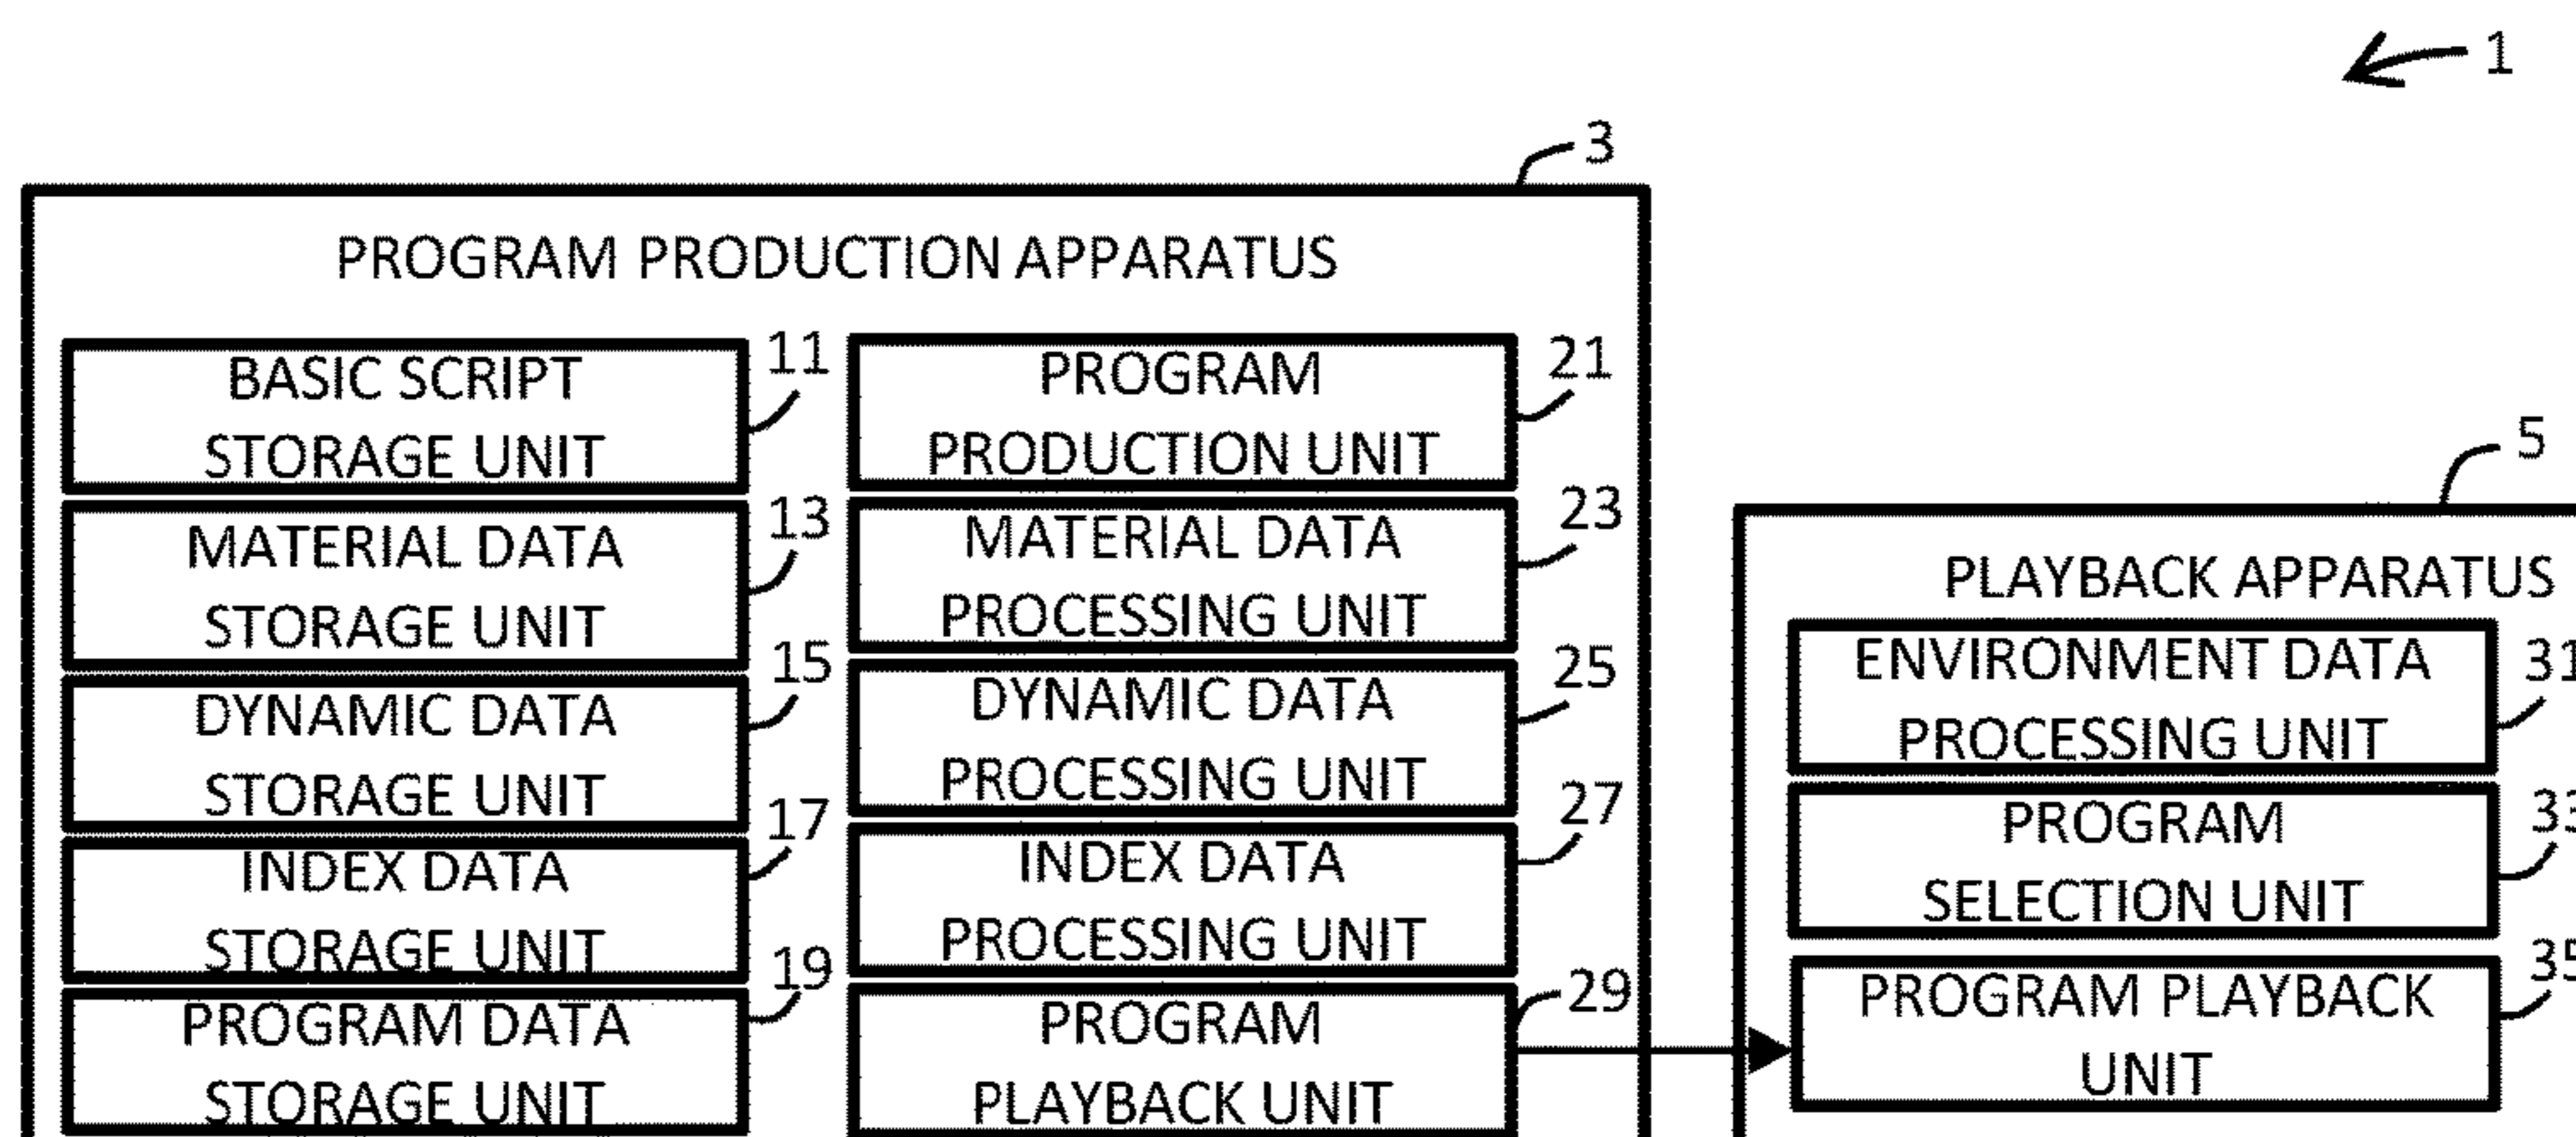 1
3
PROGRAM PRODUCTION APPARATUS
BASIC SCRIPT
STORAGE UNIT
11
MATERIAL DATA
STORAGE UNIT
13
DYNAMIC DATA
STORAGE UNIT
15
INDEX DATA
STORAGE UNIT
17
PROGRAM DATA
STORAGE UNIT
19
PROGRAM
PRODUCTION UNIT
21
MATERIAL DATA
PROCESSING UNIT
23
DYNAMIC DATA
PROCESSING UNIT
25
INDEX DATA
PROCESSING UNIT
27
PROGRAM
PLAYBACK UNIT
29
5
PLAYBACK APPARATUS
ENVIRONMENT DATA
PROCESSING UNIT
31
PROGRAM
SELECTION UNIT
33
PROGRAM PLAYBACK
UNIT
35